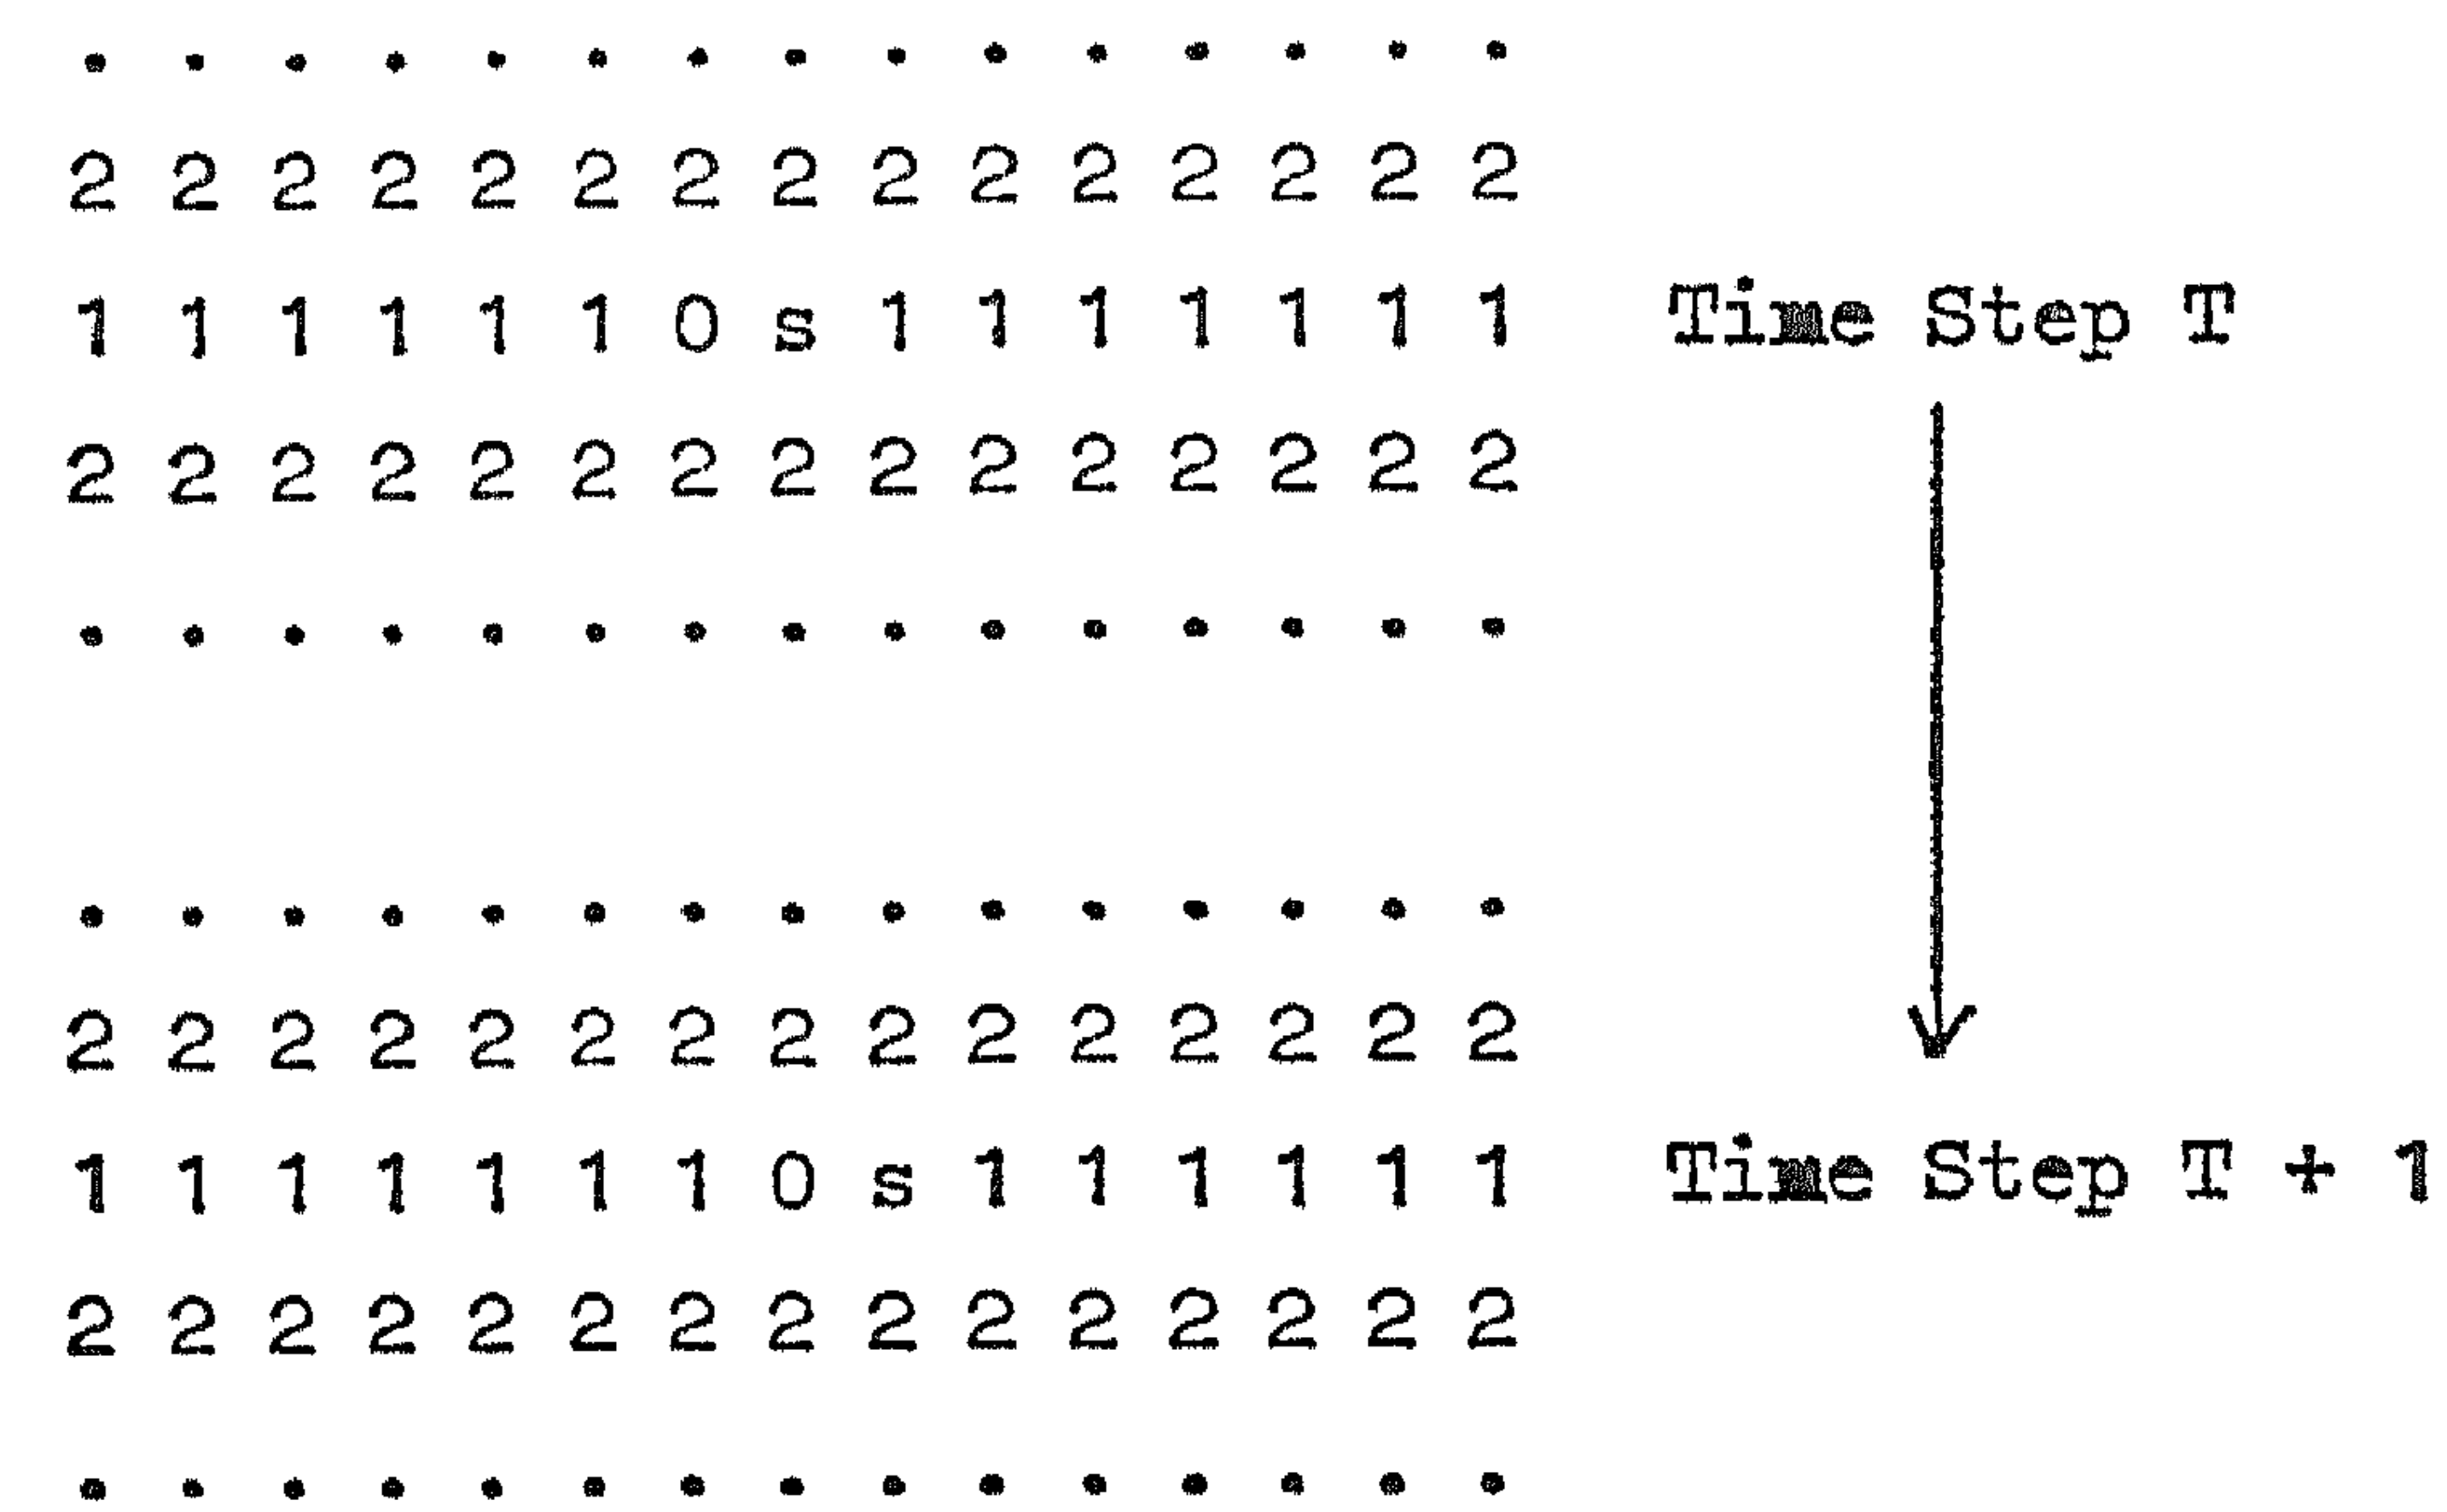 . . . . . . . . . . . . . . .
2 2 2 2 2 2 2 2 2 2 2 2 2 2 2
1 1 1 1 1 1 0 s 1 1 1 1 1 1 1 Time Step T
2 2 2 2 2 2 2 2 2 2 2 2 2 2 2
. . . . . . . . . . . . . . .
. . . . . . . . . . . . . . .
2 2 2 2 2 2 2 2 2 2 2 2 2 2 2
1 1 1 1 1 1 1 0 s 1 1 1 1 1 1 Time Step T + 1
2 2 2 2 2 2 2 2 2 2 2 2 2 2 2
. . . . . . . . . . . . . . .